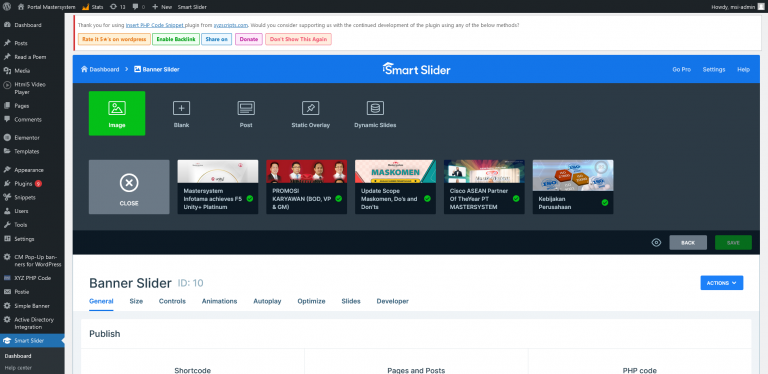 Portal Mastersystem
Stats
13
0
New
Smart Slider
Howdy, msi-admin
Dashboard
Posts
Read a Poem
Media
Html5 Video
Player
Pages
Comments
Elementor
Templates
Appearance
Plugins
Snippets
Users
Tools
Settings
CM Pop-Up ban-
ners for WordPress
XYZ PHP Code
Postie
Simple Banner
Active Directory
Integration
Smart Slider
Dashboard
Help center
Thank you for using Insert PHP Code Snippet plugin from xyzscripts.com. Would you consider supporting us with the continued development of the plugin using any of the below methods?
Rate it 5★'s on wordpress
Enable Backlink
Share on
Donate
Don't Show This Again
Dashboard
Banner Slider
Smart Slider
Go Pro
Settings
Help
Image
Blank
Post
Static Overlay
Dynamic Slides
CLOSE
Mastersystem
Infotama achieves F5
Unity+ Platinum
PROMOSI
KARYAWAN (BOD, VP
& GM)
MASKOMEN
Update Scope
Maskomen, Do's and
Don'ts
Cisco ASEAN Partner
Of TheYear PT
MASTERSYSTEM
Kebijakan
Perusahaan
BACK
SAVE
Banner Slider ID: 10
ACTIONS
General
Size
Controls
Animations
Autoplay
Optimize
Slides
Developer
Publish
Shortcode
Pages and Posts
PHP code